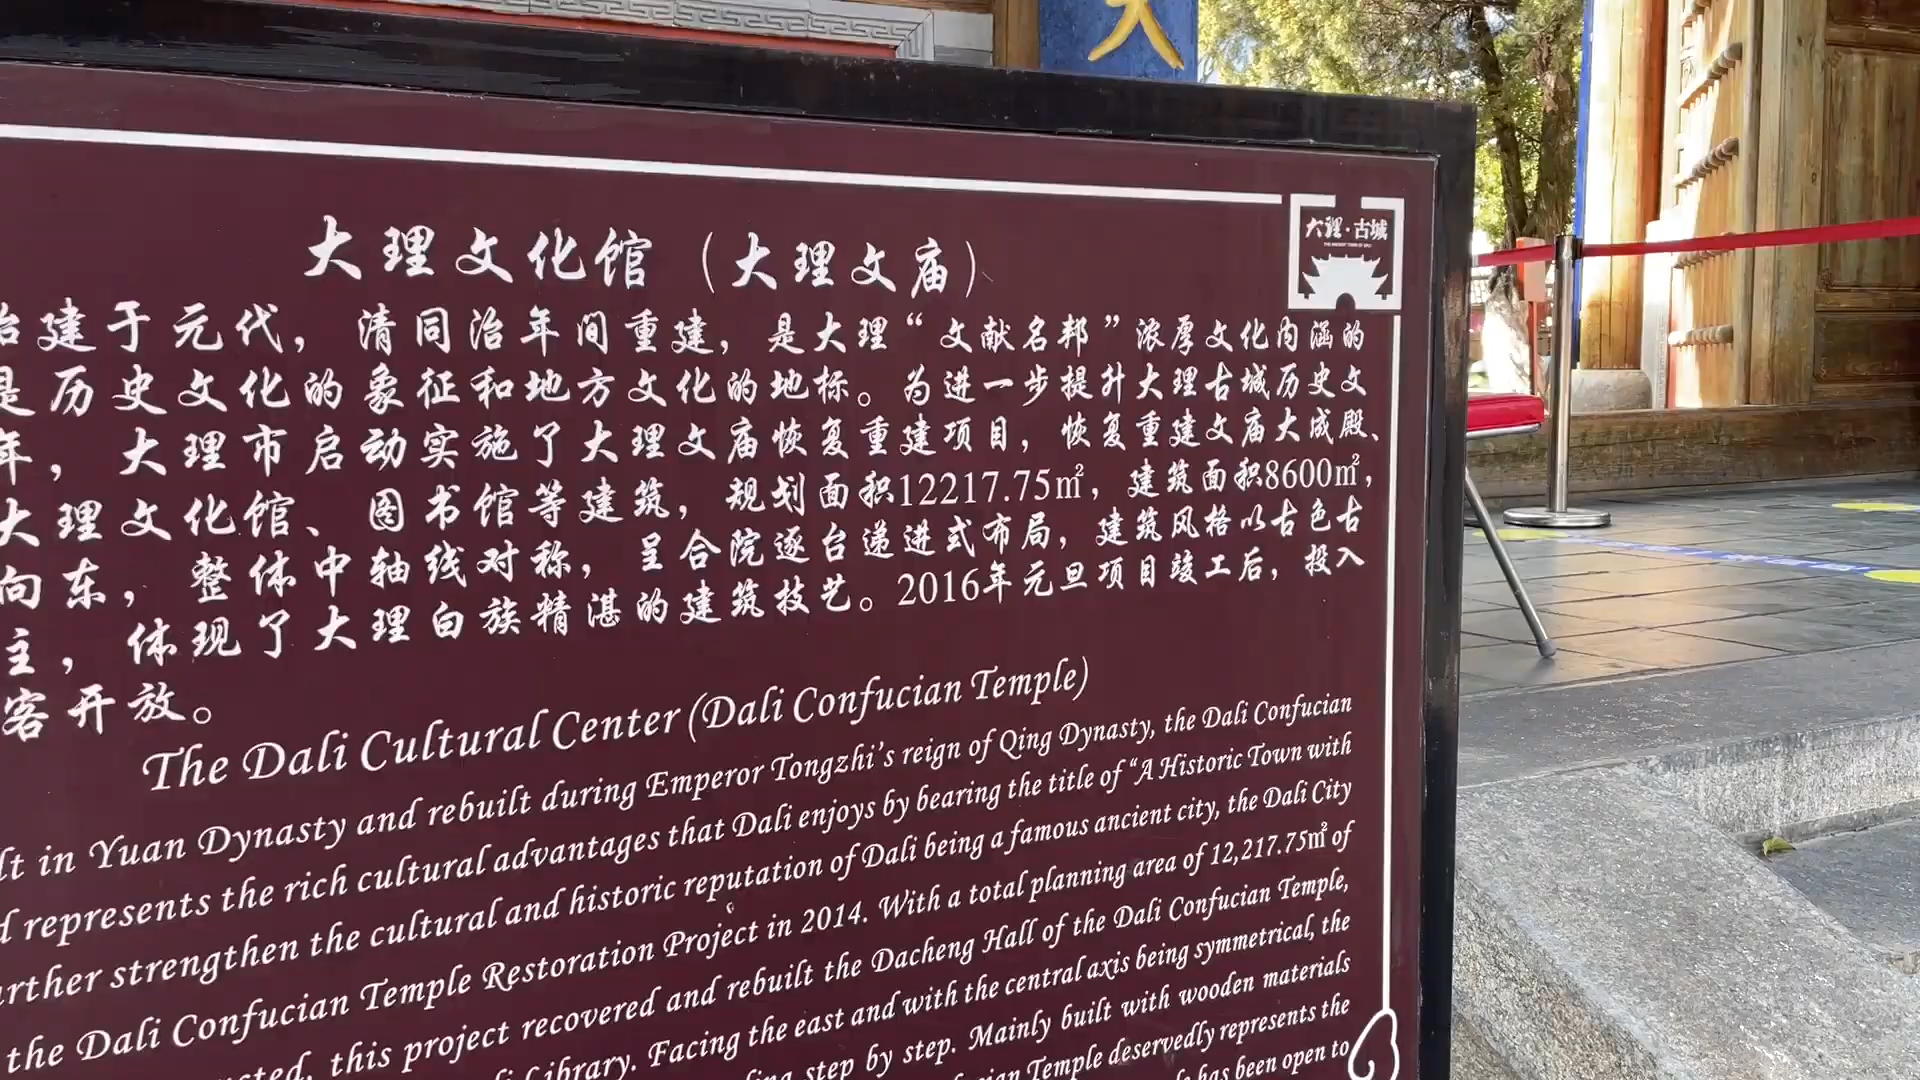 大理·古城
THE ANCIENT TOWN OF DALI
大理文化馆（大理文庙）
始建于元代，清同治年间重建，是大理“文献名邦”浓厚文化内涵的
是历史文化的象征和地方文化的地标。为进一步提升大理古城历史文
年，大理市启动实施了大理文庙恢复重建项目，恢复重建文庙大成殿、
大理文化馆、图书馆等建筑，规划面积12217.75㎡，建筑面积8600㎡，
向东，整体中轴线对称，呈合院逐台递进式布局，建筑风格以古色古
主，体现了大理白族精湛的建筑技艺。2016年元旦项目竣工后，投入
客开放。
The Dali Cultural Center (Dali Confucian Temple)
lt in Yuan Dynasty and rebuilt during Emperor Tongzhi's reign of Qing Dynasty, the Dali Confucian
d represents the rich cultural advantages that Dali enjoys by bearing the title of “A Historic Town with
urther strengthen the cultural and historic reputation of Dali being a famous ancient city, the Dali City
the Dali Confucian Temple Restoration Project in 2014. With a total planning area of 12,217.75㎡ of
this project recovered and rebuilt the Dacheng Hall of the Dali Confucian Temple,
Library. Facing the east and with the central axis being symmetrical, the
step by step. Mainly built with wooden materials
Temple deservedly represents the
has been open to